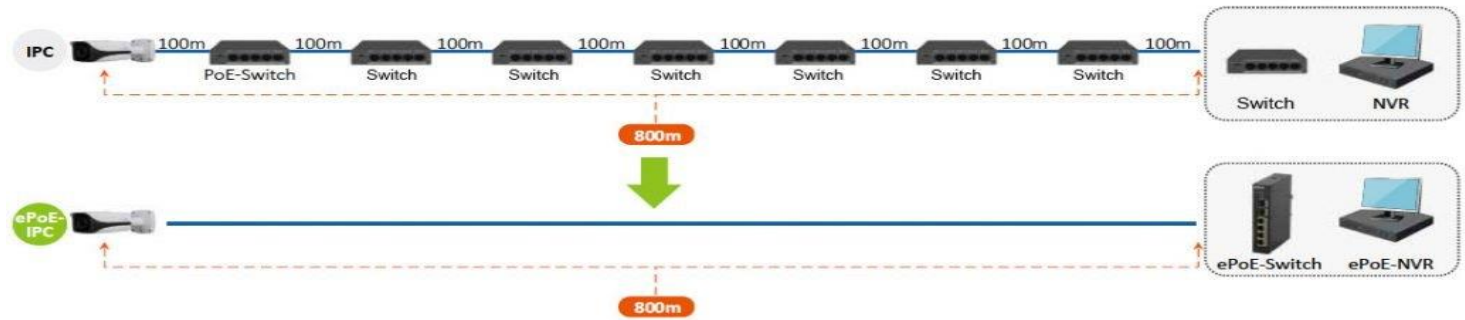 IPC
100m 100m 100m 100m 100m 100m 100m 100m
PoE-Switch Switch Switch Switch Switch Switch Switch
Switch NVR
800m
ePoE-
IPC
ePoE-Switch ePoE-NVR
800m